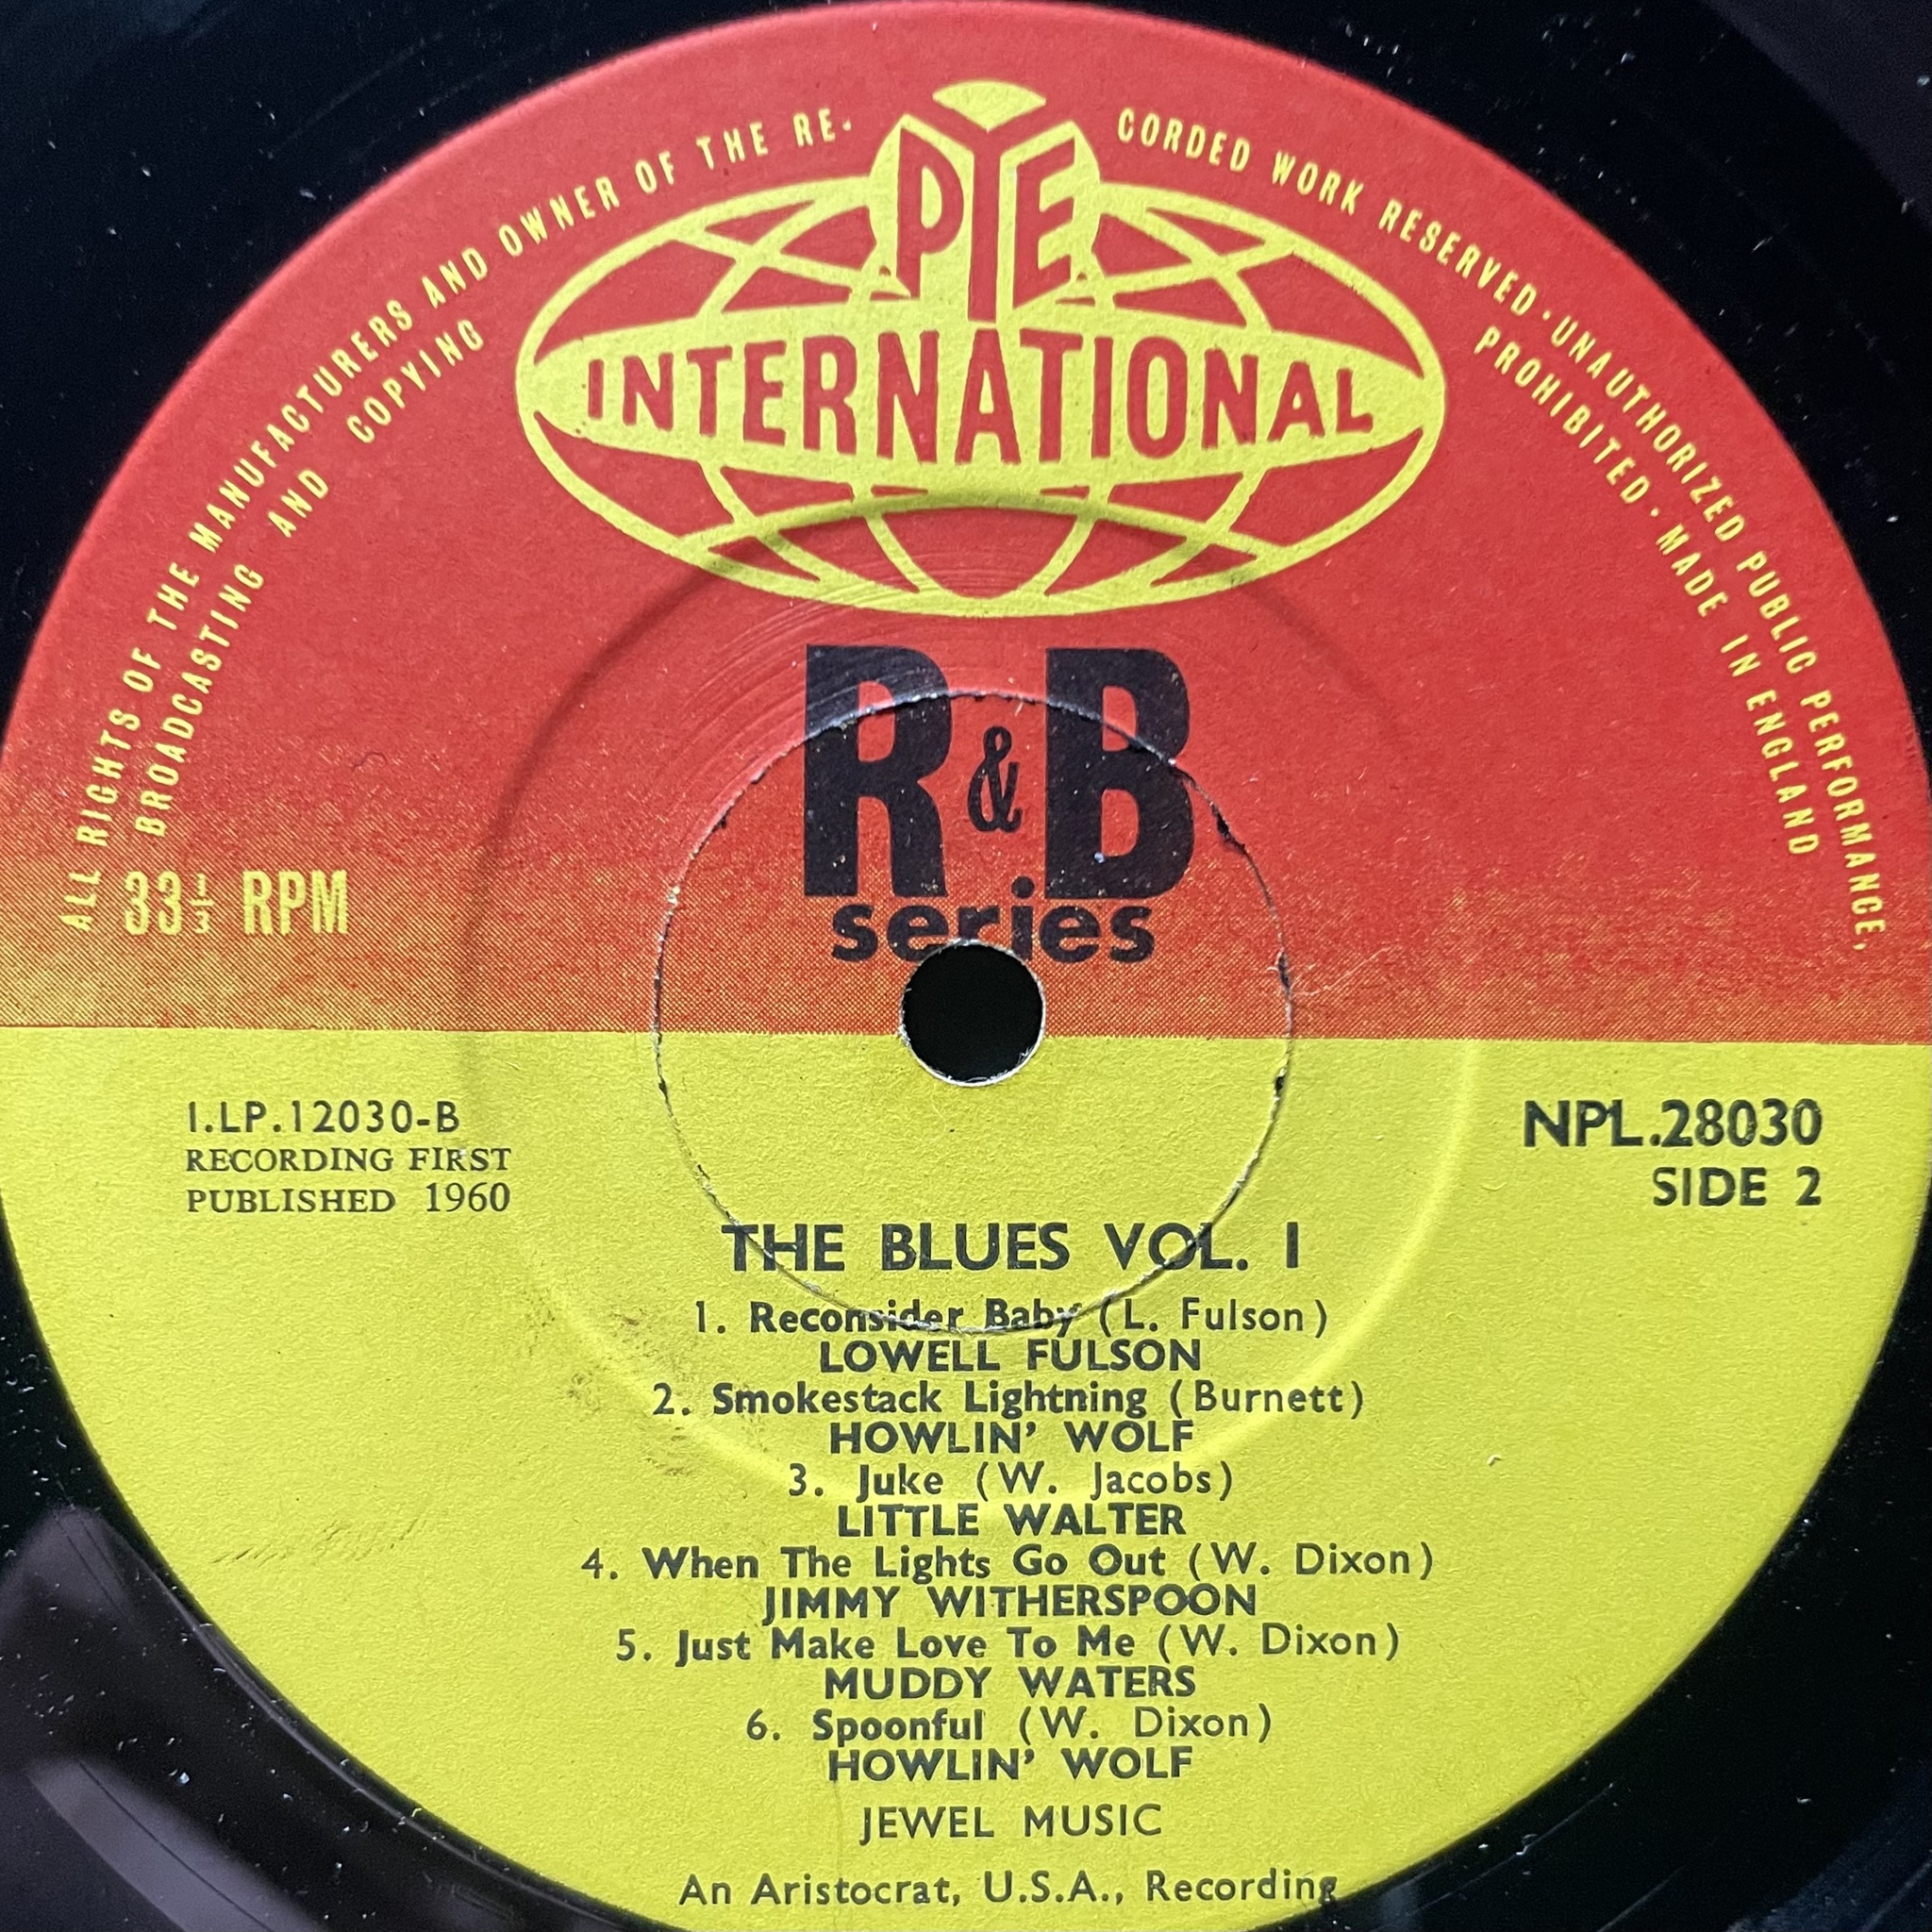 ALL RIGHTS OF THE MANUFACTURERS AND OWNER OF THE RE-CORDED WORK RESERVED·UNAUTHORIZED PUBLIC PERFORMANCE,
BROADCASTING AND COPYING PROHIBITED·MADE IN ENGLAND
PYE
INTERNATIONAL
R&B
series
33⅓ RPM
I.LP.12030-B
RECORDING FIRST
PUBLISHED 1960
NPL.28030
SIDE 2
THE BLUES VOL. I
1. Reconsider Baby (L. Fulson)
LOWELL FULSON
2. Smokestack Lightning (Burnett)
HOWLIN' WOLF
3. Juke (W. Jacobs)
LITTLE WALTER
4. When The Lights Go Out (W. Dixon)
JIMMY WITHERSPOON
5. Just Make Love To Me (W. Dixon)
MUDDY WATERS
6. Spoonful (W. Dixon)
HOWLIN' WOLF
JEWEL MUSIC
An Aristocrat, U.S.A., Recording